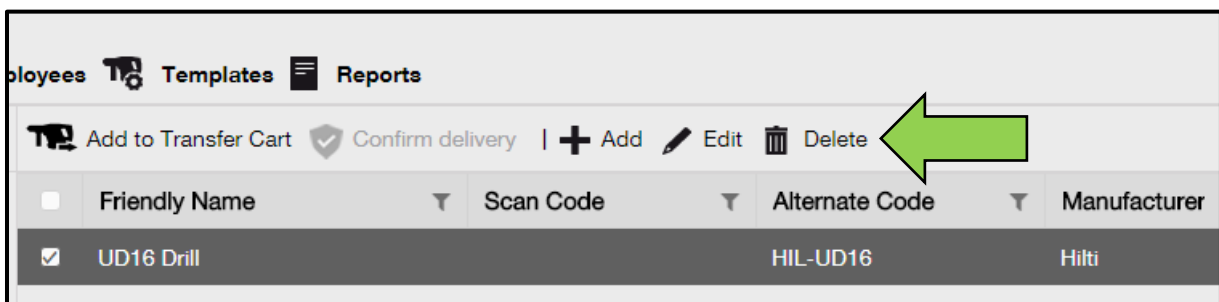 ployees Templates Reports
Add to Transfer Cart Confirm delivery | Add Edit Delete
Friendly Name Scan Code Alternate Code Manufacturer
UD16 Drill HIL-UD16 Hilti